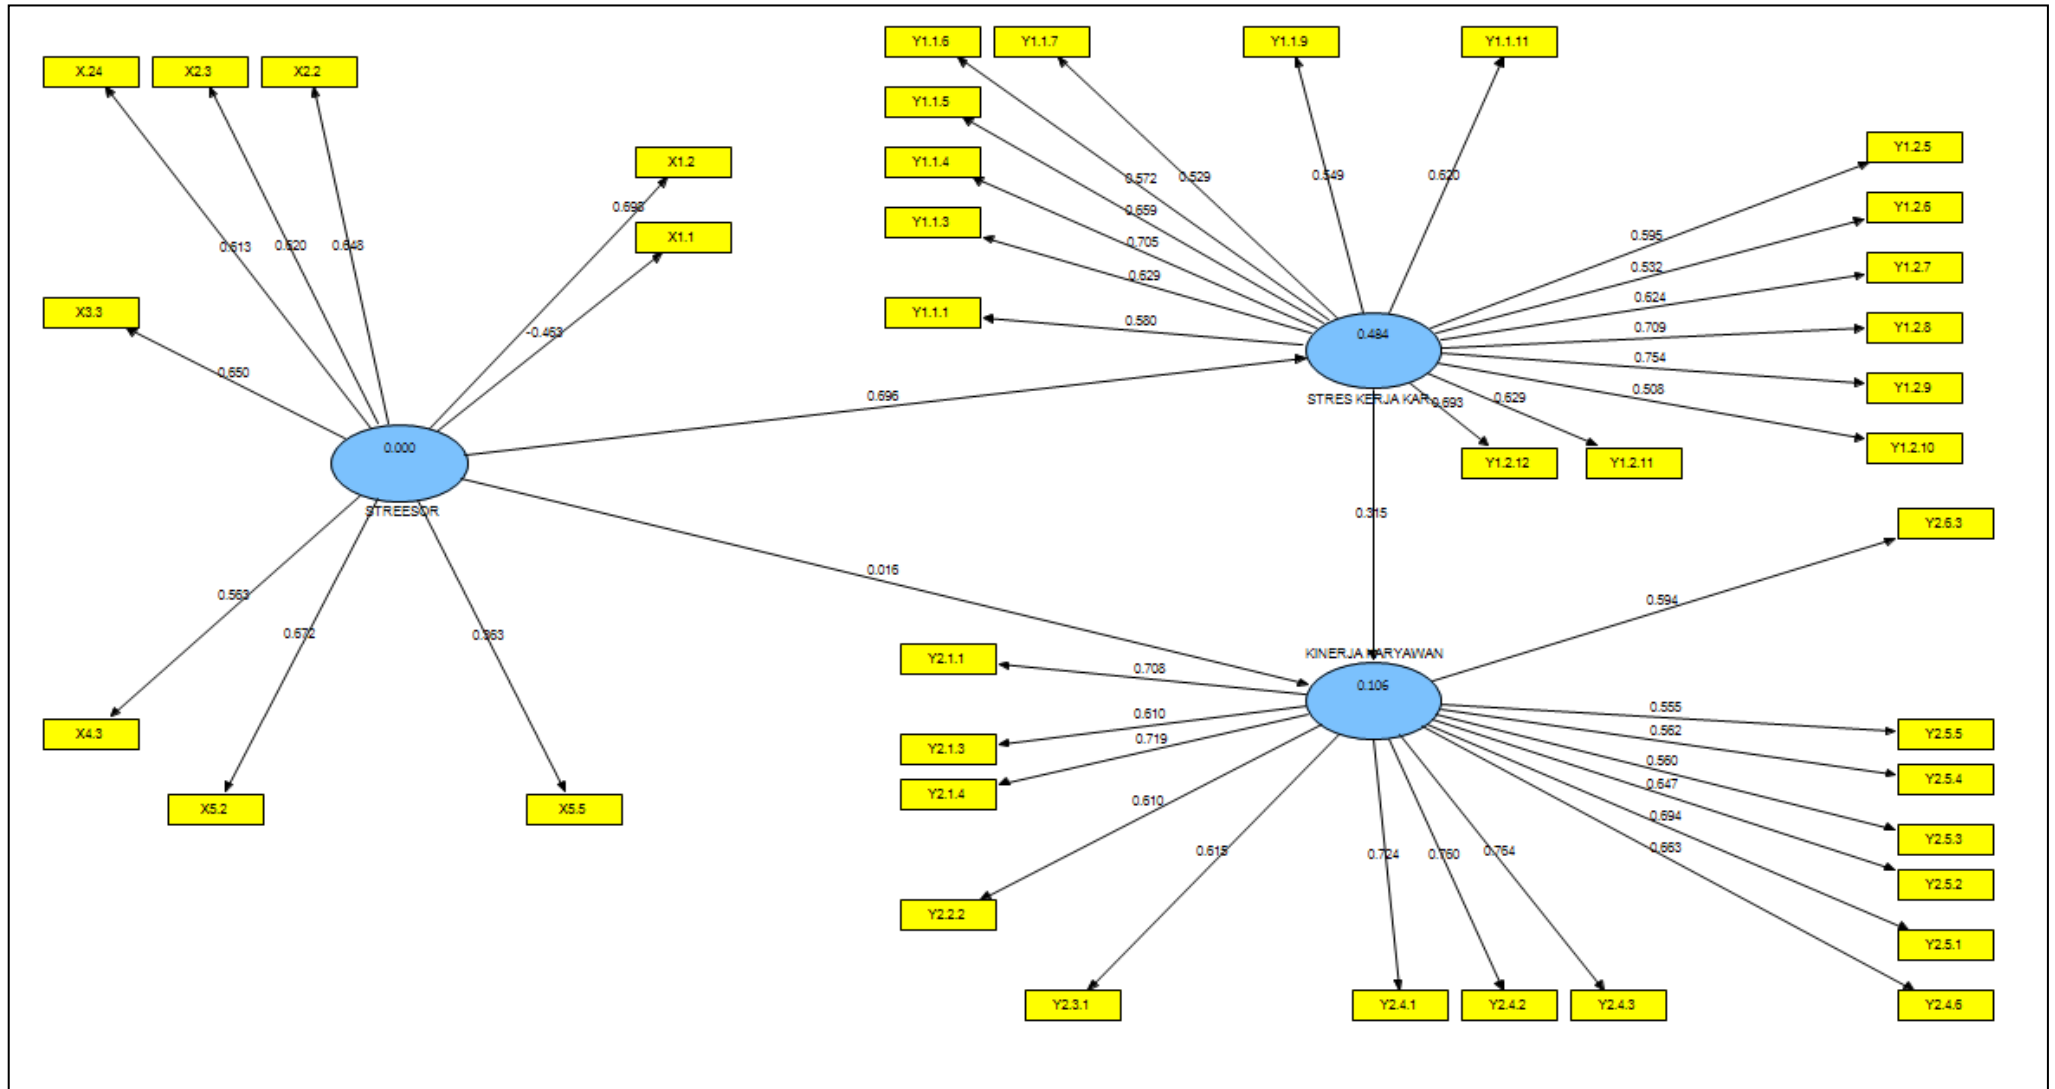 Y1.1.6 Y1.1.7 Y1.1.9 Y1.1.11
X.24 X2.3 X2.2
Y1.1.5
Y1.2.5
X1.2 Y1.1.4
0.572 0.529 0.549 0.620
Y1.2.6
0.698 0.659
Y1.1.3
X1.1 0.595
0.613 0.620 0.648 0.705
Y1.2.7
0.532
0.629
0.624
X3.3 Y1.1.1 0.580
-0.463 0.484 0.709 Y1.2.8
0.754
0.650 Y1.2.9
0.696 0.508
STRES KERJA KAR. 0.693 0.629
0.000 Y1.2.10
Y1.2.12 Y1.2.11
STREESOR 0.315
Y2.6.3
0.016
0.563 0.594
0.672 0.363
KINERJA KARYAWAN
Y2.1.1 0.708
0.106
0.610 0.555
X4.3 0.719 0.562 Y2.5.5
Y2.1.3
0.560
Y2.5.4
0.647
Y2.1.4 0.610
X5.2 X5.5 0.694
Y2.5.3
0.615 0.724 0.760 0.764 0.663
Y2.5.2
Y2.2.2
Y2.5.1
Y2.3.1 Y2.4.1 Y2.4.2 Y2.4.3 Y2.4.6